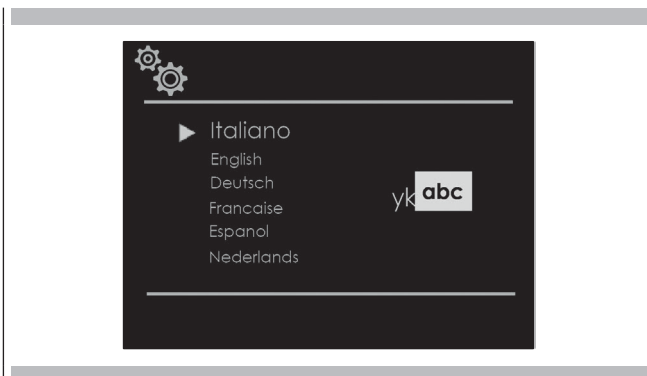 Italiano
English
Deutsch
Francaise
Espanol
Nederlands
yk abc